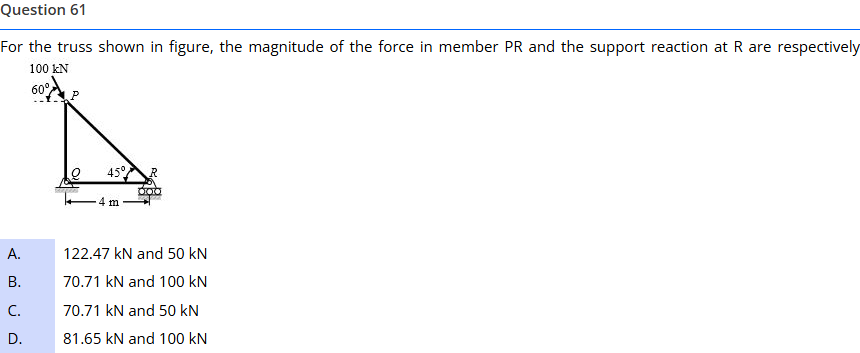 Question 61
For the truss shown in figure, the magnitude of the force in member PR and the support reaction at R are respectively
100 kN
60°
P
Q
45°
R
4 m
A. 122.47 kN and 50 kN
B. 70.71 kN and 100 kN
C. 70.71 kN and 50 kN
D. 81.65 kN and 100 kN